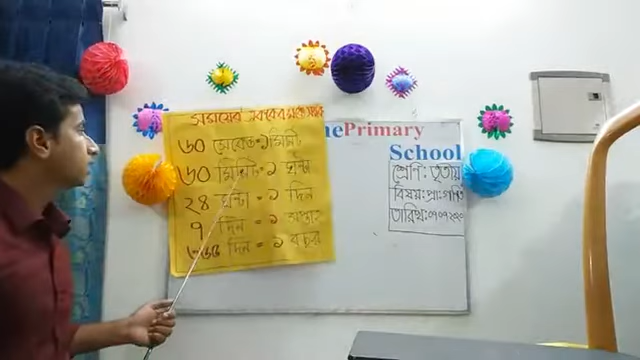 সময়ের এককের
৬০ সেকেন্ড=১মিনিট
৬০ মিনিট=১ ঘন্টা
২৪ ঘন্টা = ১ দিন
৭ দিন = ১ সপ্তাহ
৩৬৫ দিন = ১ বছর
Primary
School
শ্রেণি: তৃতীয়
বিষয়: প্রা:গণিত
তারিখ: